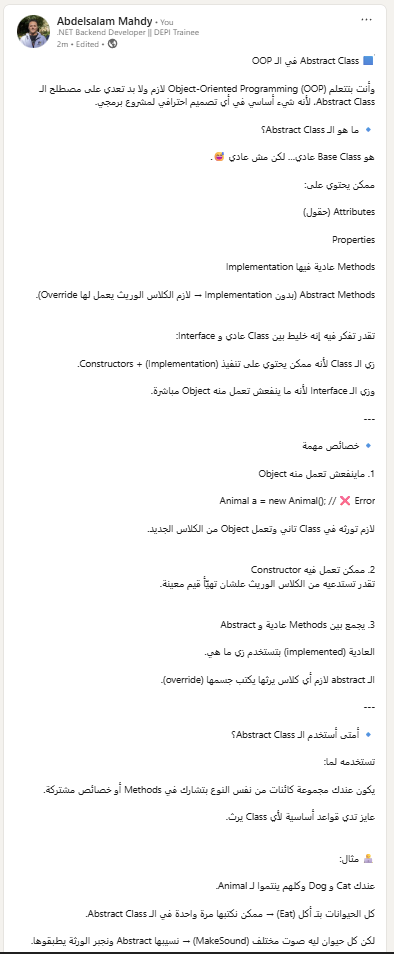 Abdelsalam Mahdy • You
.NET Backend Developer || DEPI Trainee
2m • Edited •
🟦 Abstract Class في الـ OOP
وأنت بتتعلم Object-Oriented Programming (OOP) لازم ولا بد تعدي على مصطلح الـ
Abstract Class، لأنه شيء أساسي في أي تصميم احترافي لمشروع برمجي.
🔹 ما هو الـ Abstract Class؟
هو Base Class عادي… لكن مش عادي 😅.
ممكن يحتوي على:
Attributes (حقول)
Properties
Methods عادية فيها Implementation
Abstract Methods (بدون Implementation → لازم الكلاس الوريث يعمل لها Override).
تقدر تفكر فيه إنه خليط بين Class عادي و Interface:
زي الـ Class لأنه ممكن يحتوي على تنفيذ (Implementation) + Constructors.
وزي الـ Interface لأنه ما ينفعش تعمل منه Object مباشرة.
---
🔹 خصائص مهمة
1. ماينفعش تعمل منه Object
Animal a = new Animal(); // ❌ Error
لازم تورثه في Class تاني وتعمل Object من الكلاس الجديد.
2. ممكن تعمل فيه Constructor
تقدر تستدعيه من الكلاس الوريث علشان تهيّأ قيم معينة.
3. يجمع بين Methods عادية و Abstract
العادية (implemented) بتستخدم زي ما هي.
الـ abstract لازم أي كلاس يرثها يكتب جسمها (override).
---
🔹 أمتى أستخدم الـ Abstract Class؟
تستخدمه لما:
يكون عندك مجموعة كائنات من نفس النوع بتشارك في Methods أو خصائص مشتركة.
عايز تدي قواعد أساسية لأي Class يرث.
مثال:
عندك Cat و Dog وكلهم ينتموا لـ Animal.
كل الحيوانات بتـ أكل (Eat) → ممكن نكتبها مرة واحدة في الـ Abstract Class.
لكن كل حيوان ليه صوت مختلف (MakeSound) → نسيبها Abstract ونجبر الورثة يطبقوها.